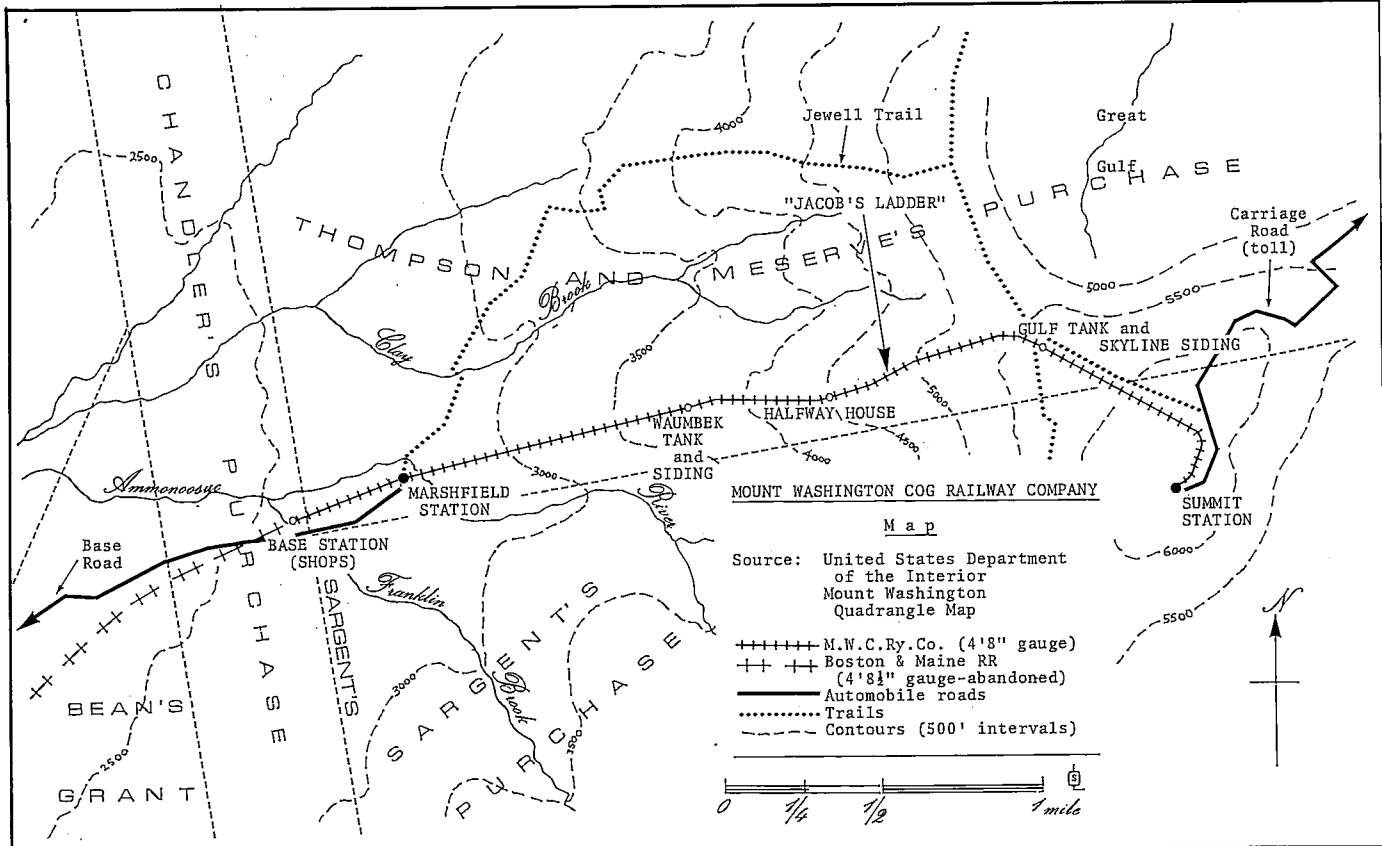 CHANDLER'S
PURCHASE
2500
THOMPSON AND MESERVE'S
PURCHASE
4000
Jewell Trail
"JACOB'S LADDER"
Great
Gulf
Carriage
Road
(toll)
5000
5500
Clay
Brook
3500
GULF TANK and
SKYLINE SIDING
WAUMBEK
TANK
and
SIDING
HALFWAY HOUSE
5000
4500
4000
3000
Ammonoosuc
River
MARSHFIELD
STATION
SUMMIT
STATION
6000
5500
Base
Road
BASE STATION
(SHOPS)
Franklin
Brook
SARGENT'S
SARGENT'S
PURCHASE
3000
3500
2500
BEAN'S
GRANT
MOUNT WASHINGTON COG RAILWAY COMPANY
Map
Source: United States Department
of the Interior
Mount Washington
Quadrangle Map
M.W.C.Ry.Co. (4'8" gauge)
Boston & Maine RR
(4'8½" gauge-abandoned)
Automobile roads
Trails
Contours (500' intervals)
N
S
0 1/4 1/2 1 mile